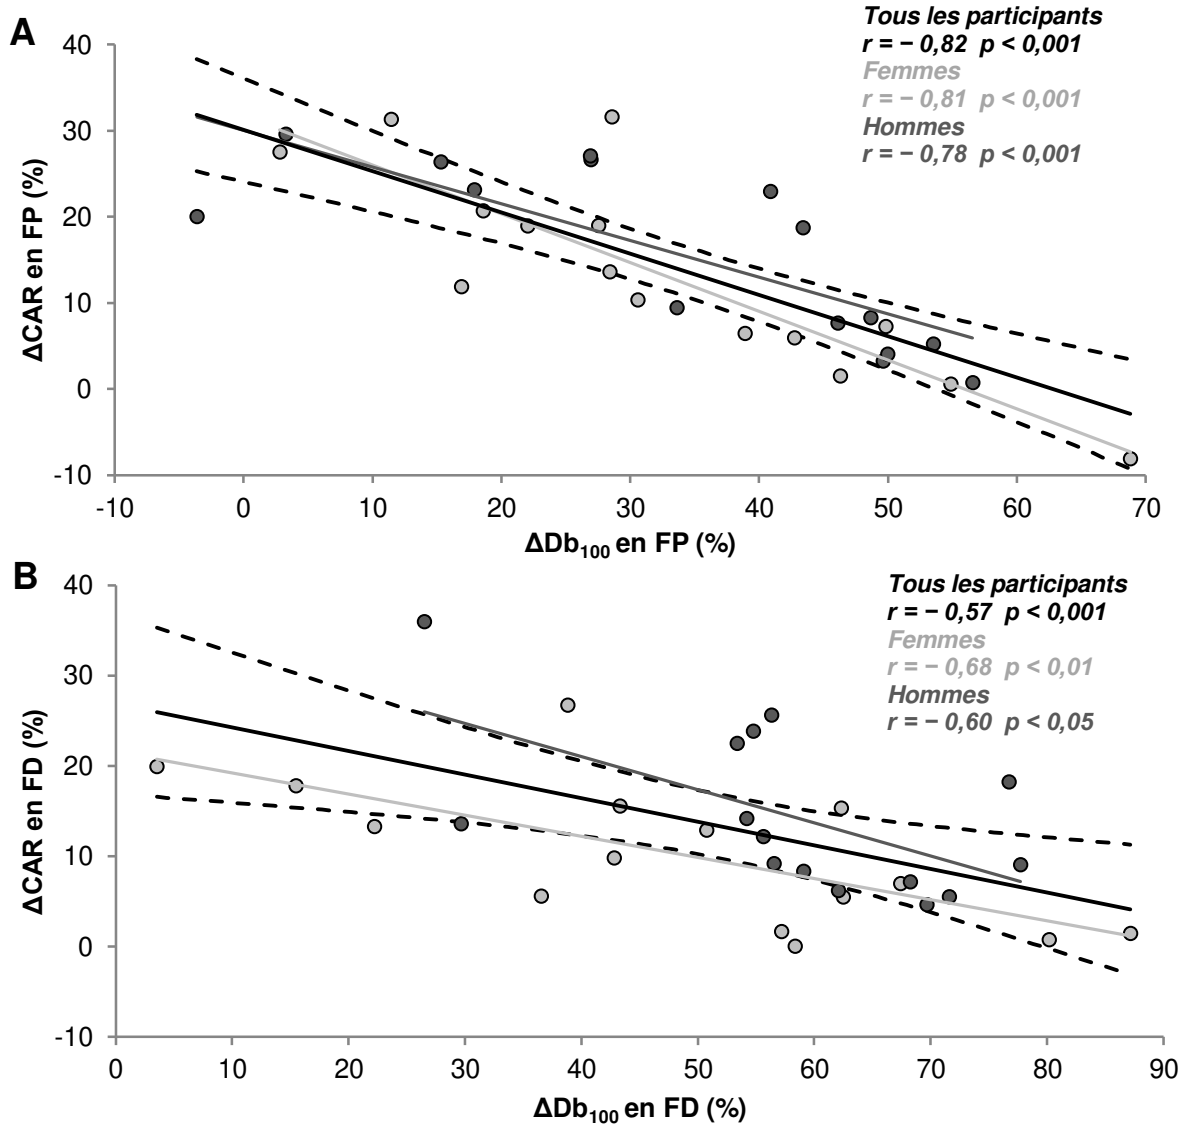 A
Tous les participants
r = − 0,82 p < 0,001
Femmes
r = − 0,81 p < 0,001
Hommes
r = − 0,78 p < 0,001
ΔCAR en FP (%)
40
30
20
10
0
-10
-10 0 10 20 30 40 50 60 70
ΔDb₁₀₀ en FP (%)
B
Tous les participants
r = − 0,57 p < 0,001
Femmes
r = − 0,68 p < 0,01
Hommes
r = − 0,60 p < 0,05
ΔCAR en FD (%)
40
30
20
10
0
-10
0 10 20 30 40 50 60 70 80 90
ΔDb₁₀₀ en FD (%)